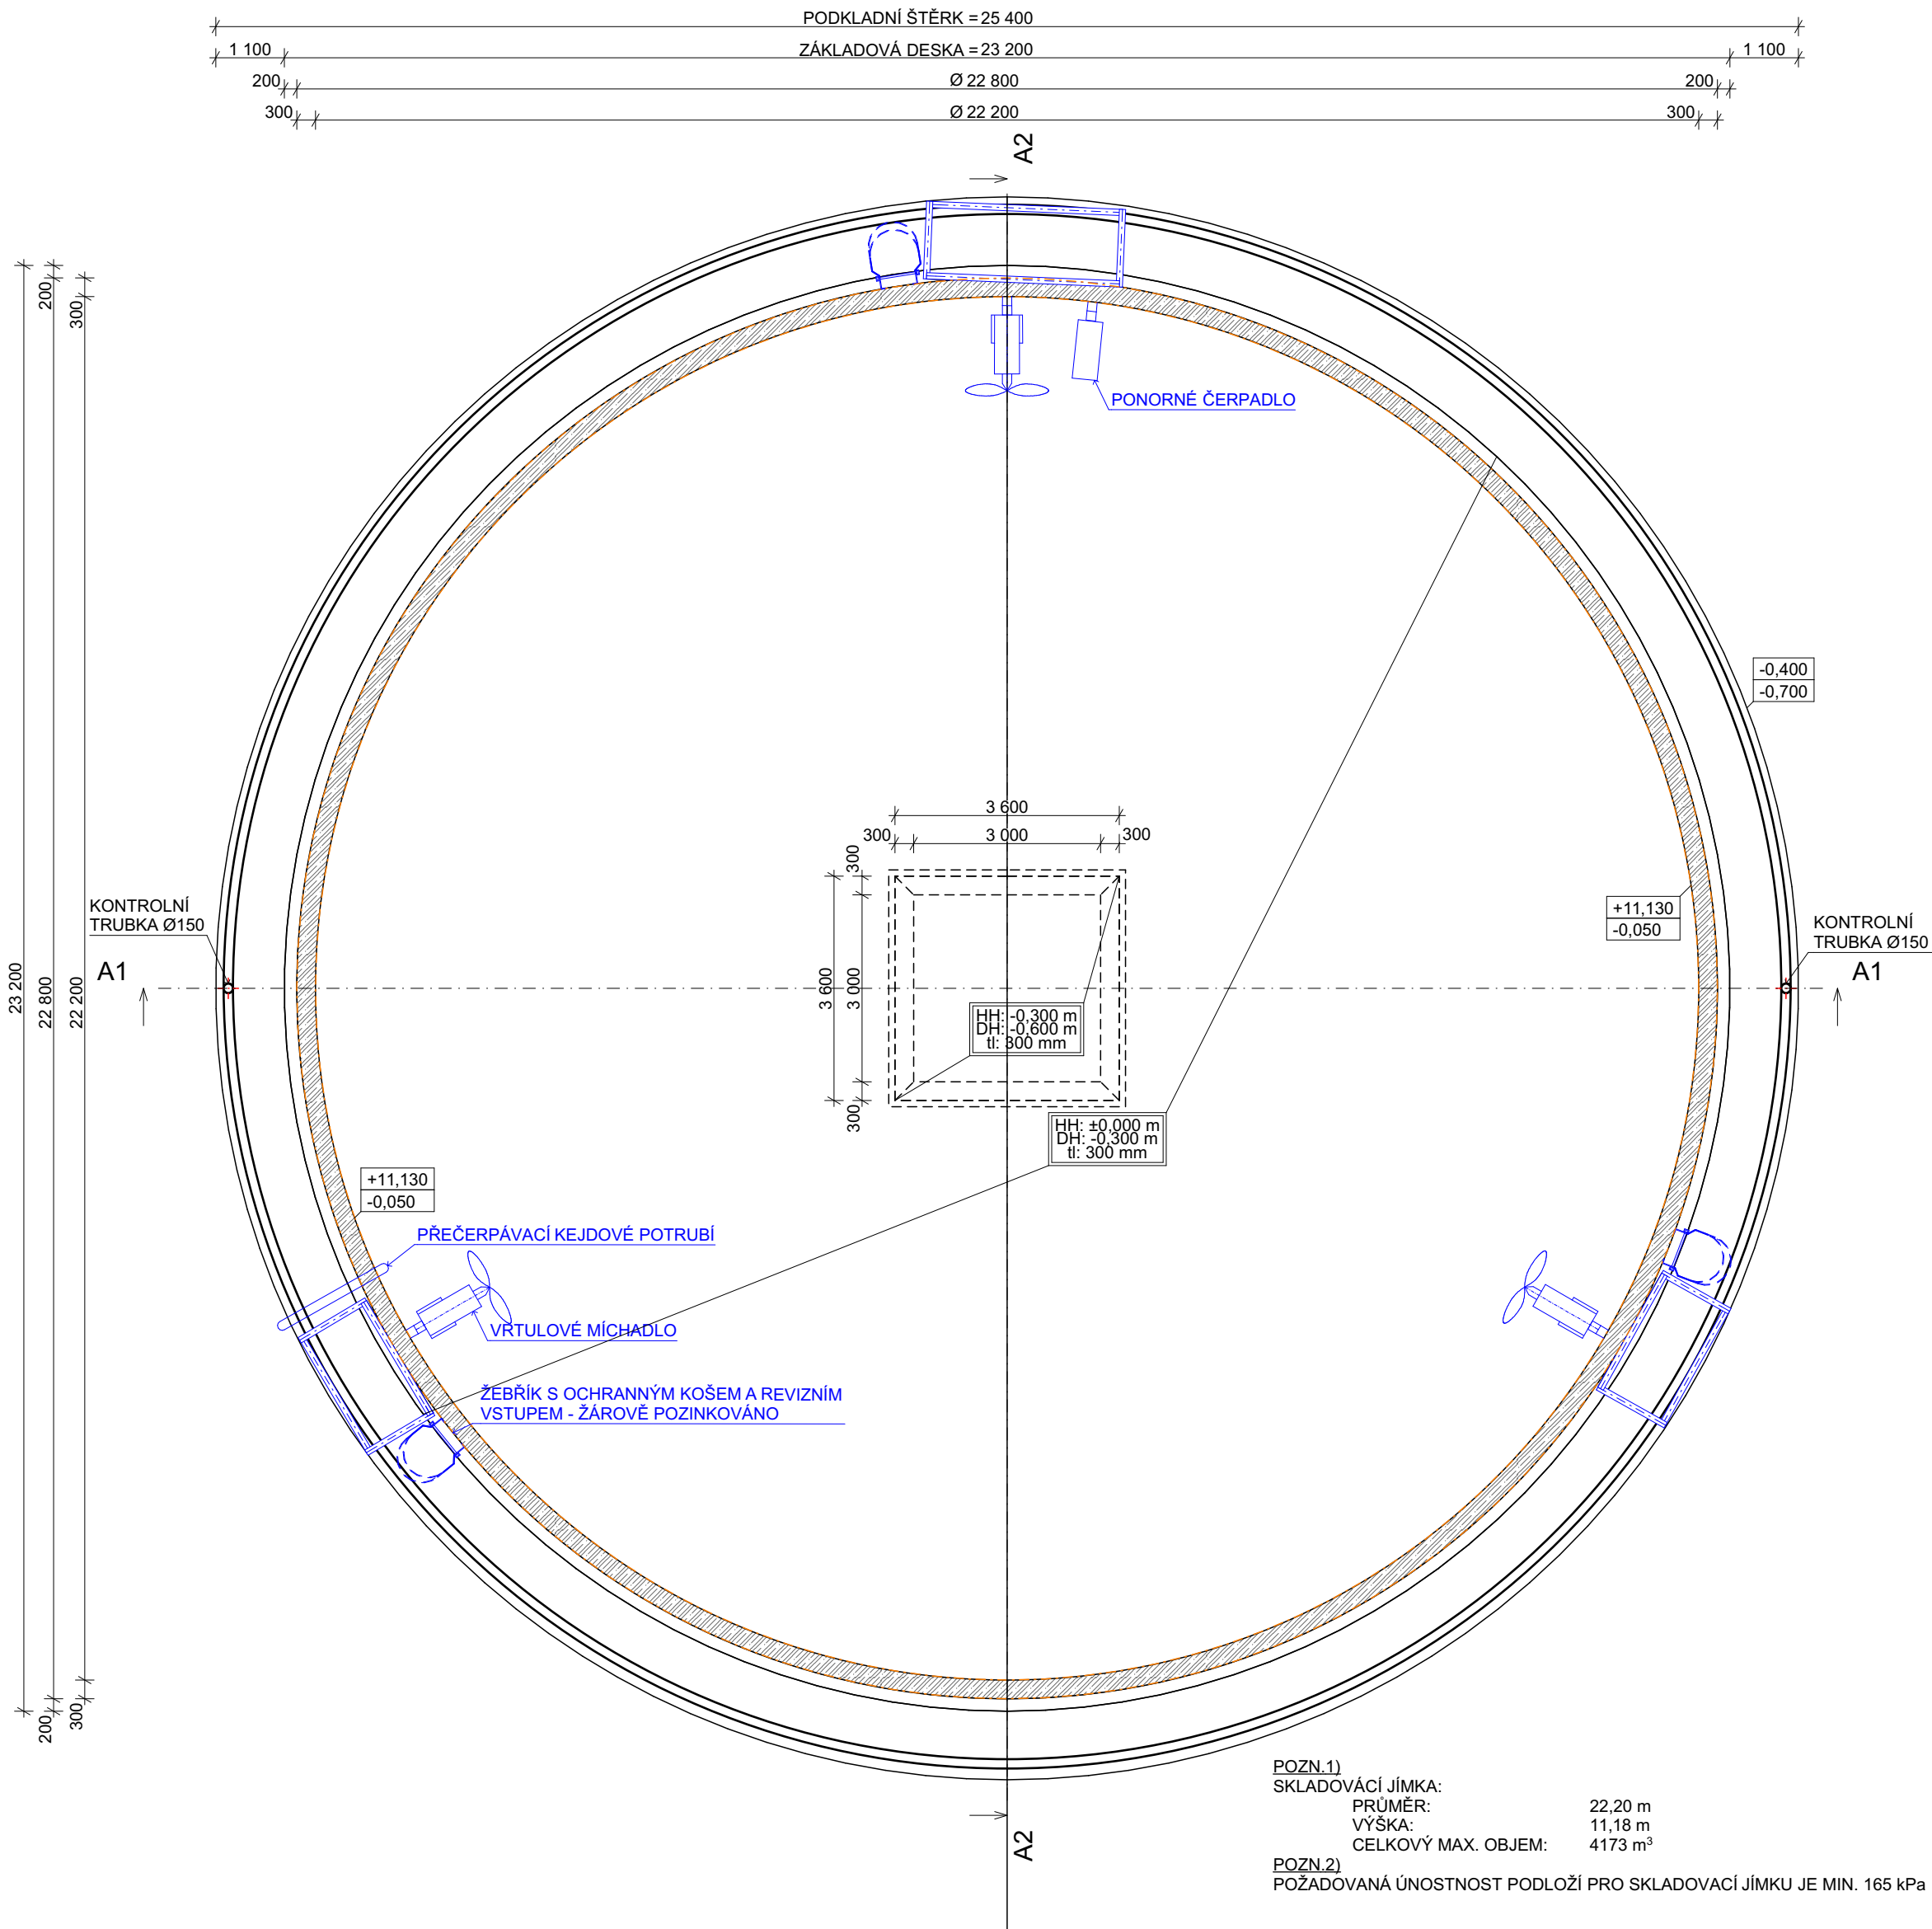 PODKLADNÍ ŠTĚRK = 25 400
1 100
ZÁKLADOVÁ DESKA = 23 200
1 100
200
Ø 22 800
200
300
Ø 22 200
300
A2
200
300
PONORNÉ ČERPADLO
-0,400
-0,700
3 600
300
3 000
300
300
KONTROLNÍ
TRUBKA Ø150
+11,130
-0,050
KONTROLNÍ
TRUBKA Ø150
A1
A1
23 200
22 800
22 200
3 600
3 000
HH: -0,300 m
DH: -0,600 m
tl: 300 mm
300
HH: ±0,000 m
DH: -0,300 m
tl: 300 mm
+11,130
-0,050
PŘEČERPÁVACÍ KEJDOVÉ POTRUBÍ
VRTULOVÉ MÍCHADLO
ŽEBŘÍK S OCHRANNÝM KOŠEM A REVIZNÍM
VSTUPEM - ŽÁROVĚ POZINKOVÁNO
200
300
A2
POZN.1)
SKLADOVÁCÍ JÍMKA:
PRŮMĚR: 22,20 m
VÝŠKA: 11,18 m
CELKOVÝ MAX. OBJEM: 4173 m³
POZN.2)
POŽADOVANÁ ÚNOSTNOST PODLOŽÍ PRO SKLADOVACÍ JÍMKU JE MIN. 165 kPa